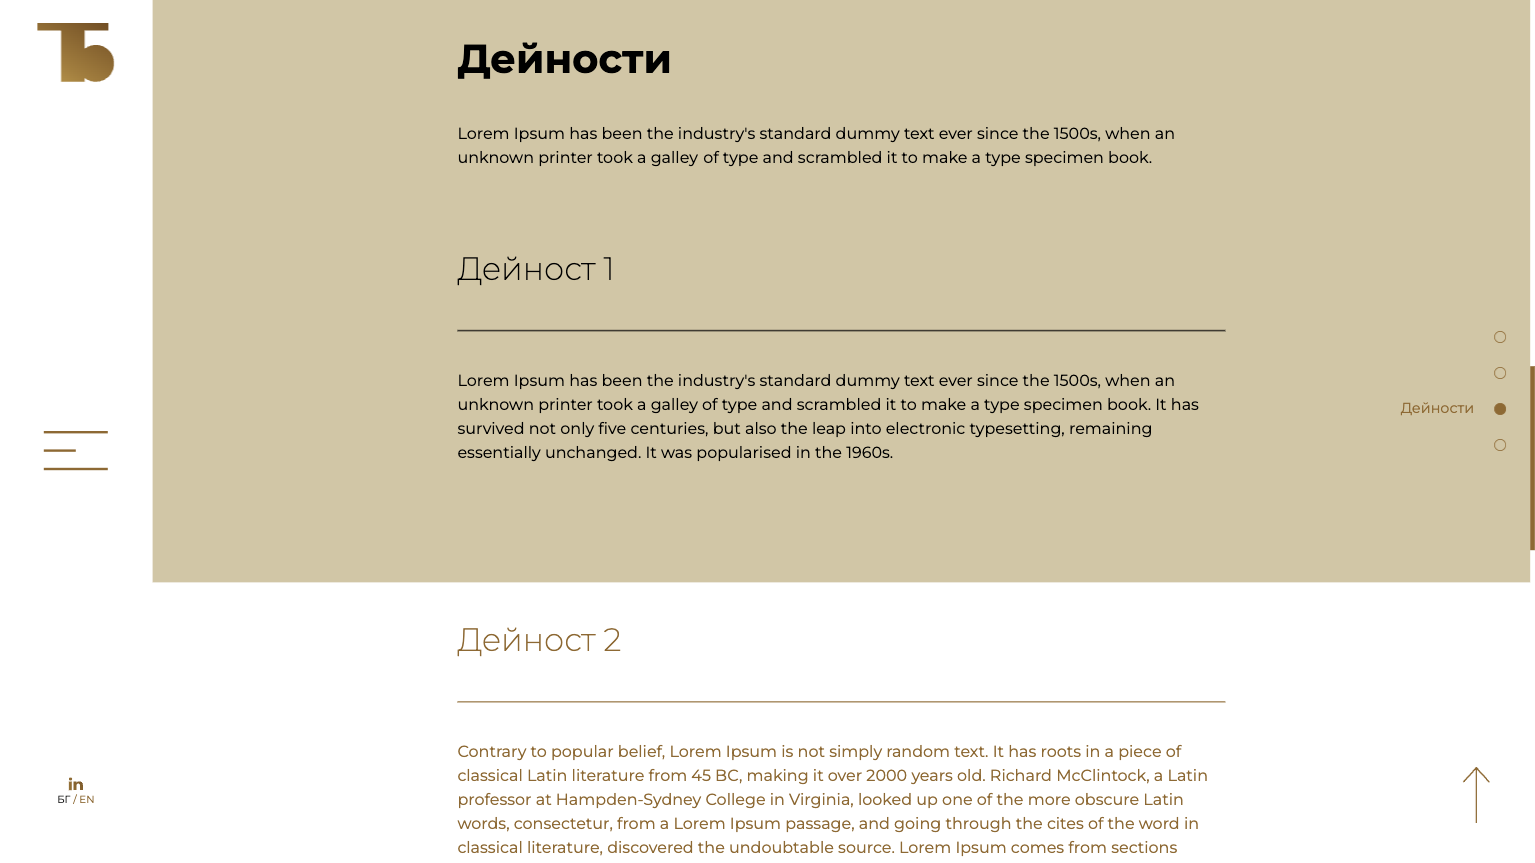 ТБ
Дейности
Lorem Ipsum has been the industry's standard dummy text ever since the 1500s, when an
unknown printer took a galley of type and scrambled it to make a type specimen book.
Дейност 1
Lorem Ipsum has been the industry's standard dummy text ever since the 1500s, when an
unknown printer took a galley of type and scrambled it to make a type specimen book. It has
survived not only five centuries, but also the leap into electronic typesetting, remaining
essentially unchanged. It was popularised in the 1960s.
Дейности
Дейност 2
Contrary to popular belief, Lorem Ipsum is not simply random text. It has roots in a piece of
classical Latin literature from 45 BC, making it over 2000 years old. Richard McClintock, a Latin
professor at Hampden-Sydney College in Virginia, looked up one of the more obscure Latin
words, consectetur, from a Lorem Ipsum passage, and going through the cites of the word in
classical literature, discovered the undoubtable source. Lorem Ipsum comes from sections
in
БГ / EN